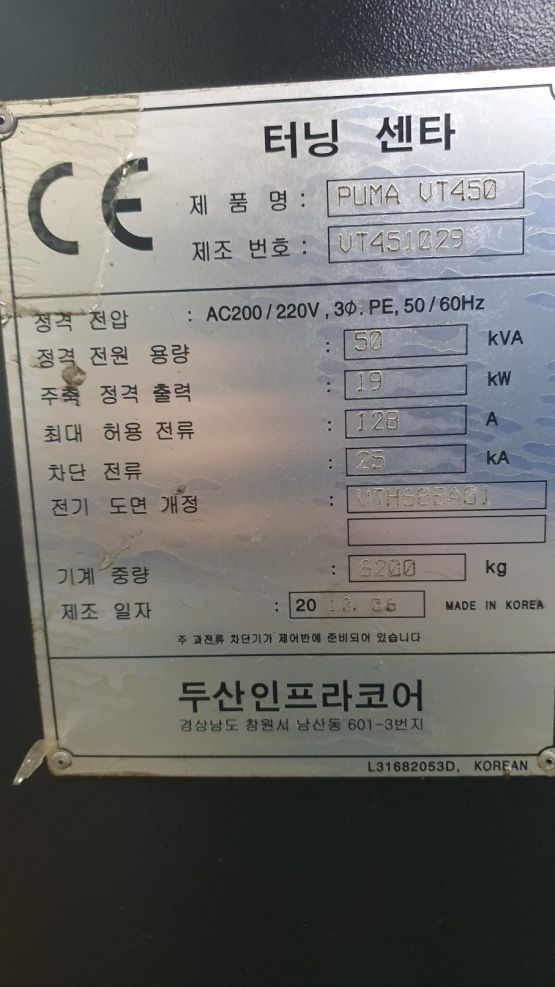 터닝 센타
CE
제 품 명 : PUMA VT450
제조 번호 : VT451029
정격 전압 : AC200/220V, 3Φ. PE, 50/60Hz
정격 전원 용량 : 50 kVA
주축 정격 출력 : 19 kW
최대 허용 전류 : 128 A
차단 전류 : 25 kA
전기 도면 개정 :
기계 중량 : 6200 kg
제조 일자 : 20 10. 06 MADE IN KOREA
주 과전류 차단기가 제어반에 준비되어 있습니다
두산인프라코어
경상남도 창원시 남산동 601-3번지
L31682053D, KOREAN